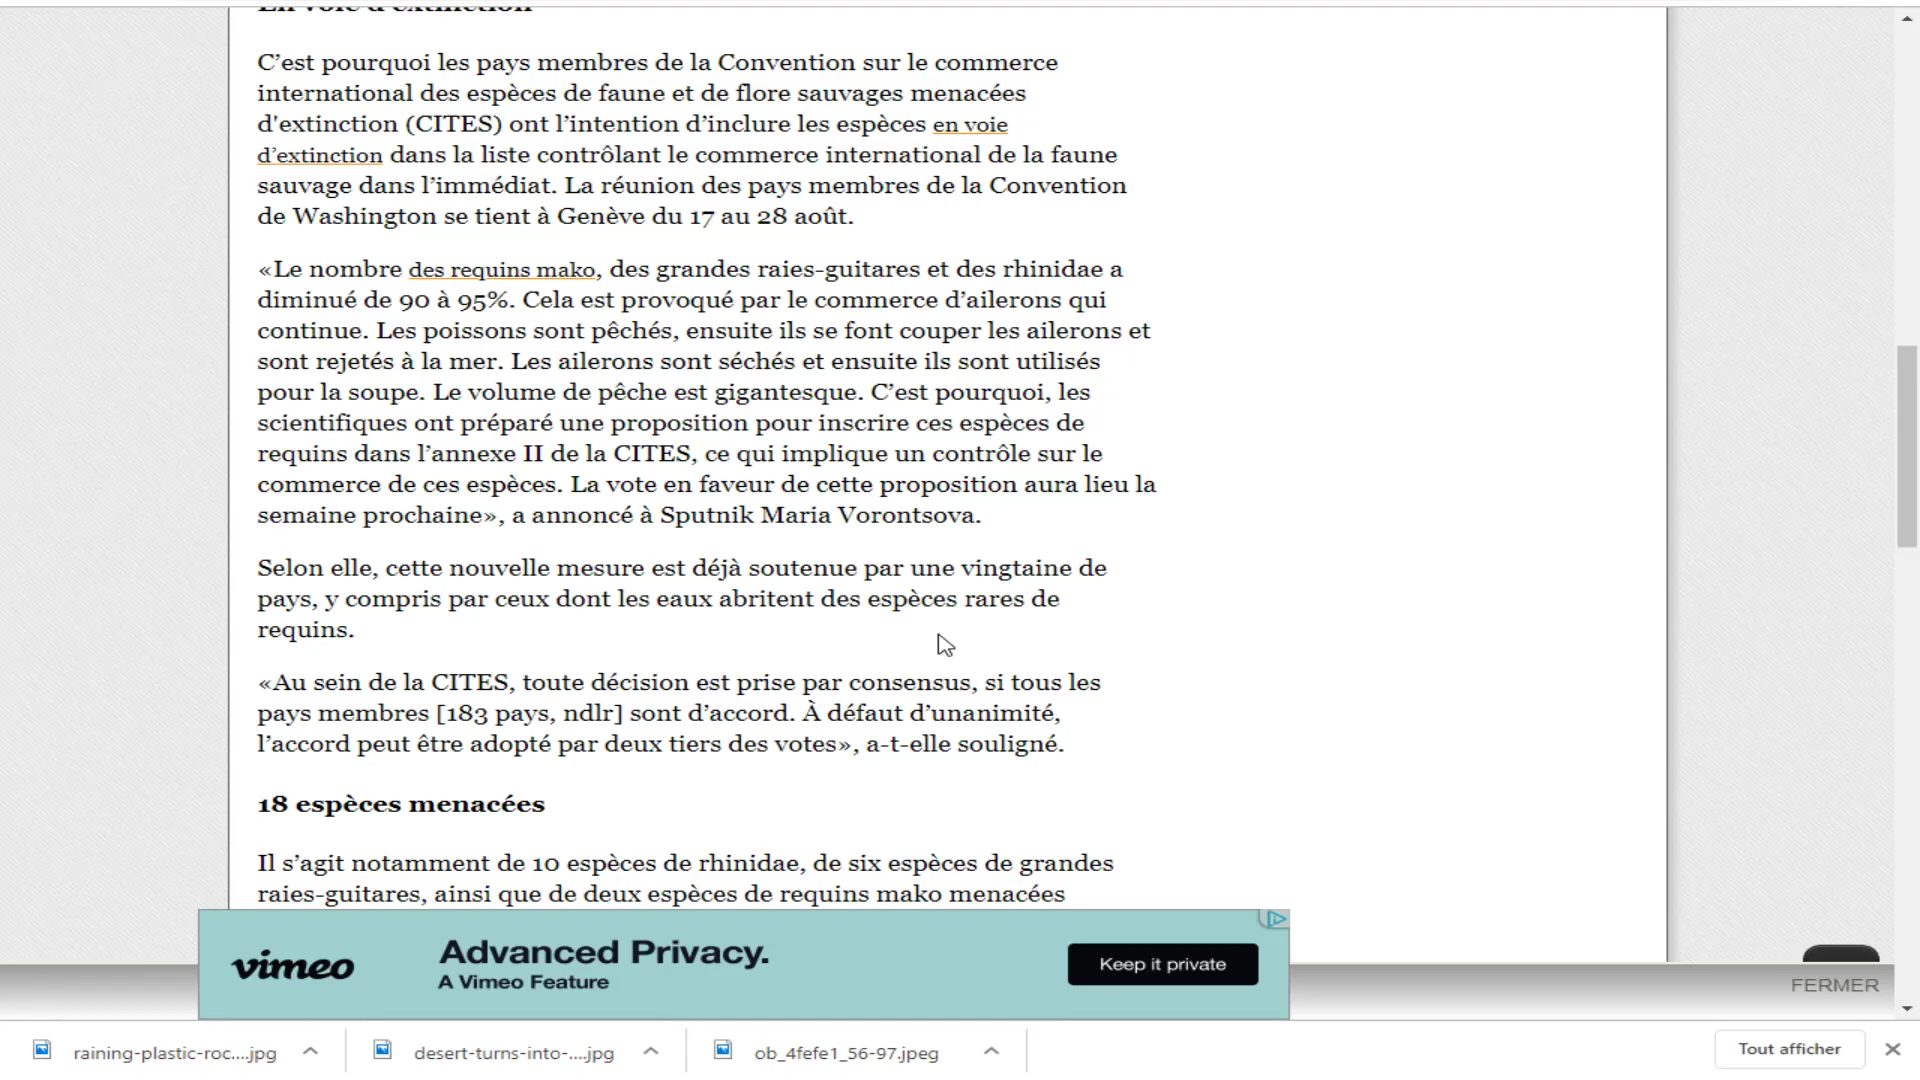 En voie d'extinction
C’est pourquoi les pays membres de la Convention sur le commerce
international des espèces de faune et de flore sauvages menacées
d'extinction (CITES) ont l’intention d’inclure les espèces en voie
d’extinction dans la liste contrôlant le commerce international de la faune
sauvage dans l’immédiat. La réunion des pays membres de la Convention
de Washington se tient à Genève du 17 au 28 août.
«Le nombre des requins mako, des grandes raies-guitares et des rhinidae a
diminué de 90 à 95%. Cela est provoqué par le commerce d’ailerons qui
continue. Les poissons sont pêchés, ensuite ils se font couper les ailerons et
sont rejetés à la mer. Les ailerons sont séchés et ensuite ils sont utilisés
pour la soupe. Le volume de pêche est gigantesque. C’est pourquoi, les
scientifiques ont préparé une proposition pour inscrire ces espèces de
requins dans l’annexe II de la CITES, ce qui implique un contrôle sur le
commerce de ces espèces. La vote en faveur de cette proposition aura lieu la
semaine prochaine», a annoncé à Sputnik Maria Vorontsova.
Selon elle, cette nouvelle mesure est déjà soutenue par une vingtaine de
pays, y compris par ceux dont les eaux abritent des espèces rares de
requins.
«Au sein de la CITES, toute décision est prise par consensus, si tous les
pays membres [183 pays, ndlr] sont d’accord. À défaut d’unanimité,
l’accord peut être adopté par deux tiers des votes», a-t-elle souligné.
18 espèces menacées
Il s’agit notamment de 10 espèces de rhinidae, de six espèces de grandes
raies-guitares, ainsi que de deux espèces de requins mako menacées
vimeo
Advanced Privacy.
A Vimeo Feature
Keep it private
FERMER
raining-plastic-roc....jpg
desert-turns-into-....jpg
ob_4fefe1_56-97.jpeg
Tout afficher